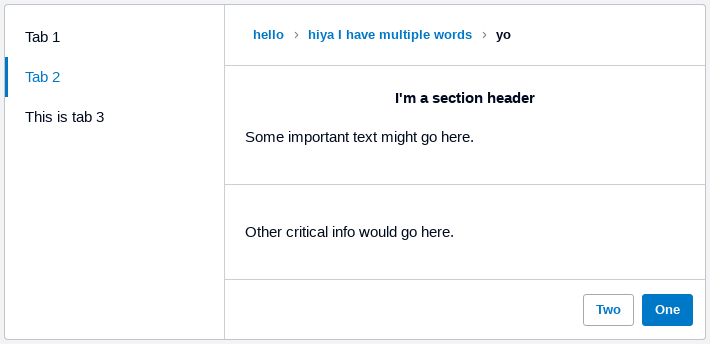 Tab 1
Tab 2
This is tab 3
hello › hiya I have multiple words › yo
I'm a section header
Some important text might go here.
Other critical info would go here.
Two One